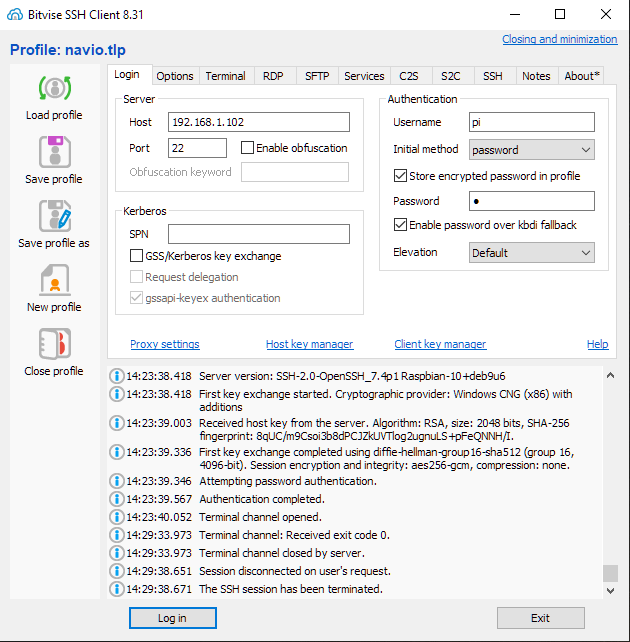 Bitvise SSH Client 8.31
Closing and minimization
Profile: navio.tlp
Load profile
Save profile
Save profile as
New profile
Close profile
Login Options Terminal RDP SFTP Services C2S S2C SSH Notes About*
Server
Host 192.168.1.102
Port 22 Enable obfuscation
Obfuscation keyword
Kerberos
SPN
GSS/Kerberos key exchange
Request delegation
gssapi-keyex authentication
Authentication
Username pi
Initial method password
Store encrypted password in profile
Password ●
Enable password over kbdi fallback
Elevation Default
Proxy settings Host key manager Client key manager Help
14:23:38.418 Server version: SSH-2.0-OpenSSH_7.4p1 Raspbian-10+deb9u6
14:23:38.418 First key exchange started. Cryptographic provider: Windows CNG (x86) with
additions
14:23:39.003 Received host key from the server. Algorithm: RSA, size: 2048 bits, SHA-256
fingerprint: 8qUC/m9Csoi3b8dPCJZkUVTlog2ugnuLS+pFeQNNH/I.
14:23:39.336 First key exchange completed using diffie-hellman-group16-sha512 (group 16,
4096-bit). Session encryption and integrity: aes256-gcm, compression: none.
14:23:39.346 Attempting password authentication.
14:23:39.567 Authentication completed.
14:23:40.052 Terminal channel opened.
14:29:33.973 Terminal channel: Received exit code 0.
14:29:33.973 Terminal channel closed by server.
14:29:38.651 Session disconnected on user's request.
14:29:38.671 The SSH session has been terminated.
Log in Exit